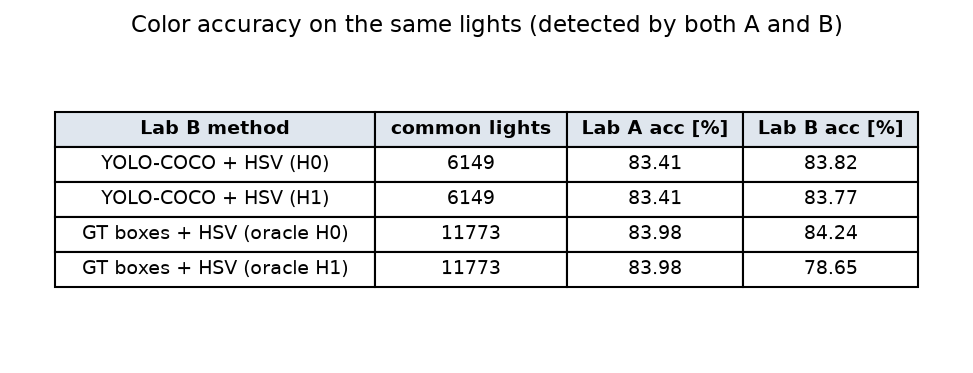 Color accuracy on the same lights (detected by both A and B)
Lab B method common lights Lab A acc [%] Lab B acc [%]
YOLO-COCO + HSV (H0) 6149 83.41 83.82
YOLO-COCO + HSV (H1) 6149 83.41 83.77
GT boxes + HSV (oracle H0) 11773 83.98 84.24
GT boxes + HSV (oracle H1) 11773 83.98 78.65